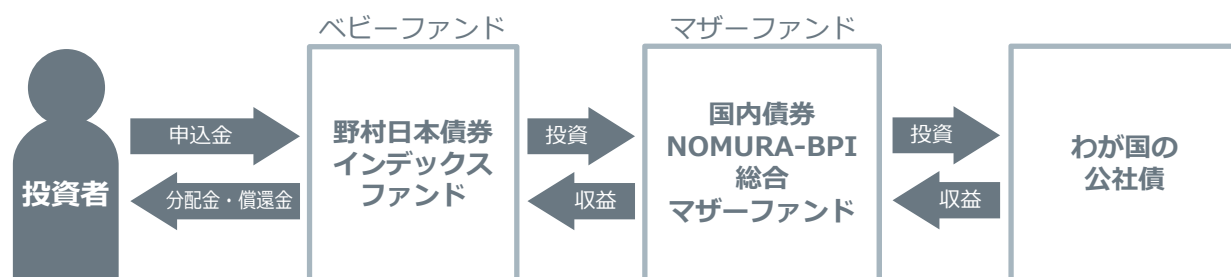 ベビーファンド
マザーファンド
投資者
申込金
分配金・償還金
野村日本債券
インデックス
ファンド
投資
収益
国内債券
NOMURA-BPI
総合
マザーファンド
投資
収益
わが国の
公社債